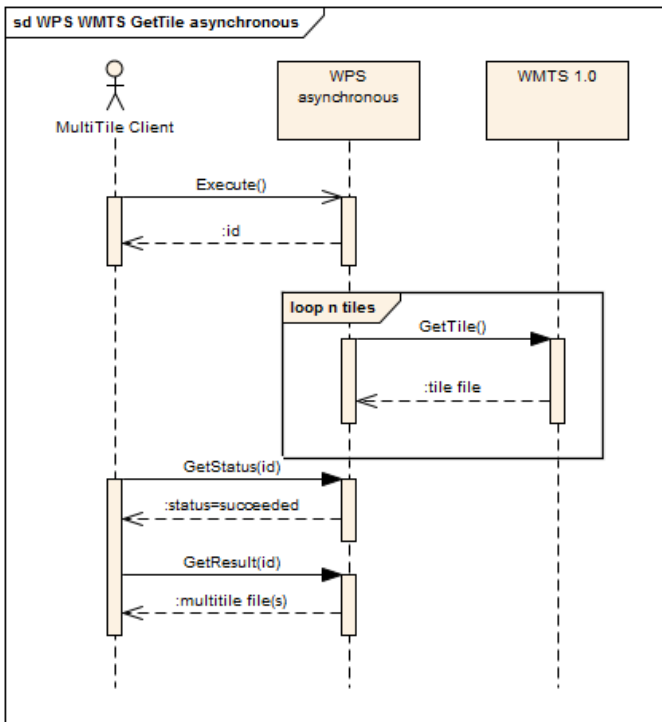 sd WPS WMTS GetTile asynchronous
MultiTile Client
WPS
asynchronous
WMTS 1.0
Execute()
:id
loop n tiles
GetTile()
:tile file
GetStatus(id)
:status=succeeded
GetResult(id)
:multitile file(s)